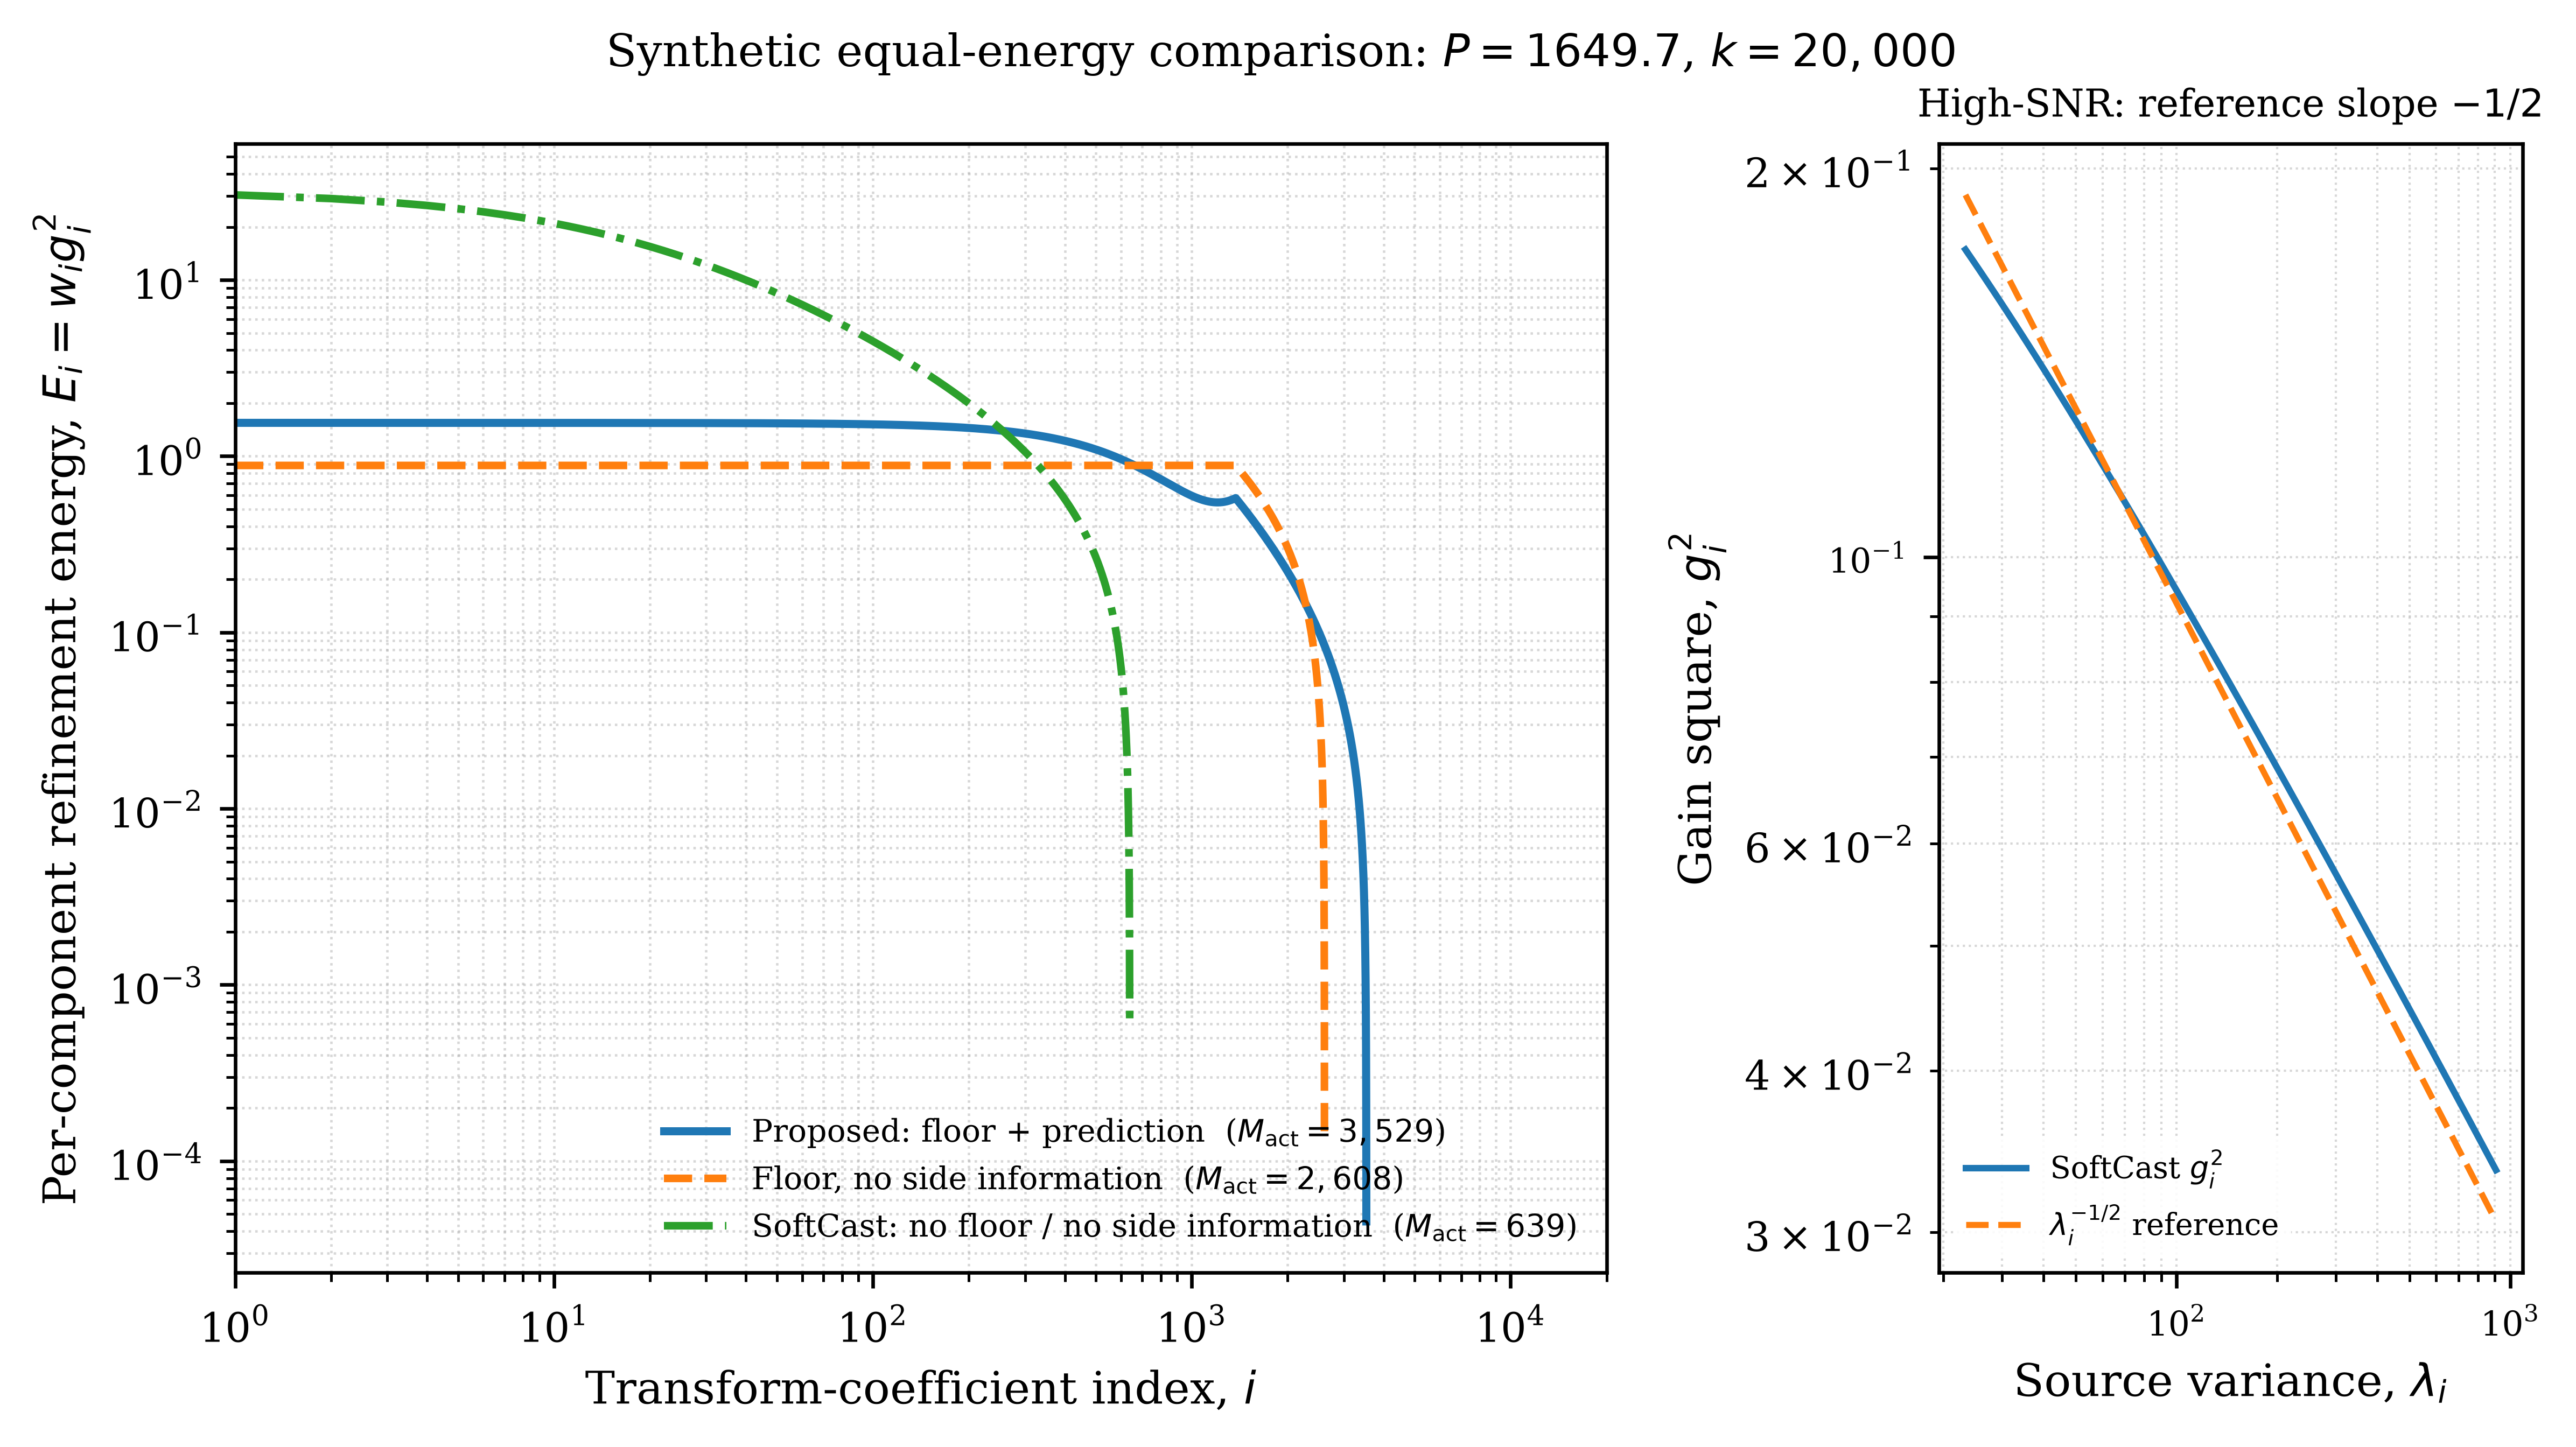 Synthetic equal-energy comparison: P = 1649.7, k = 20,000
Per-component refinement energy, E_i = w_i g_i^2
10^1
10^0
10^{-1}
10^{-2}
10^{-3}
10^{-4}
Proposed: floor + prediction (M_act = 3,529)
Floor, no side information (M_act = 2,608)
SoftCast: no floor / no side information (M_act = 639)
10^0 10^1 10^2 10^3 10^4
Transform-coefficient index, i
High-SNR: reference slope −1/2
Gain square, g_i^2
2 × 10^{-1}
10^{-1}
6 × 10^{-2}
4 × 10^{-2}
3 × 10^{-2}
SoftCast g_i^2
λ_i^{-1/2} reference
10^2 10^3
Source variance, λ_i